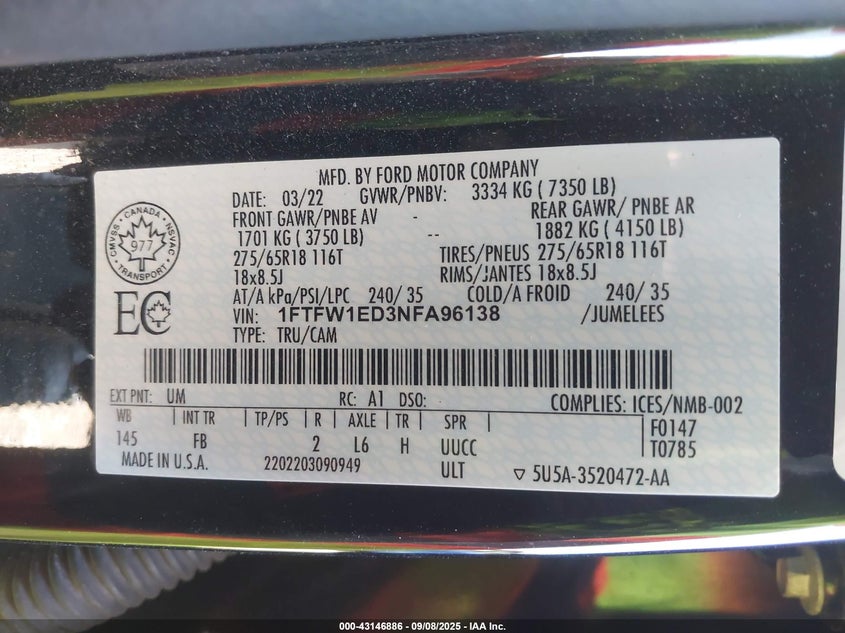 MFD. BY FORD MOTOR COMPANY
DATE: 03/22 GVWR/PNBV: 3334 KG ( 7350 LB)
FRONT GAWR/PNBE AV - REAR GAWR/ PNBE AR
1701 KG ( 3750 LB) -- 1882 KG ( 4150 LB)
275/65R18 116T TIRES/PNEUS 275/65R18 116T
18x8.5J RIMS/JANTES 18x8.5J
AT/A kPa/PSI/LPC 240/ 35 COLD/A FROID 240/ 35
VIN: 1FTFW1ED3NFA96138 /JUMELEES
TYPE: TRU/CAM
CANADA CMVSS NSVAC TRANSPORT
977
EC
EXT PNT: UM RC: A1 DSO: COMPLIES: ICES/NMB-002
WB | INT TR | TP/PS | R | AXLE | TR | SPR | F0147
145 FB 2 L6 H UUCC T0785
MADE IN U.S.A. 2202203090949 ULT ▽ 5U5A-3520472-AA
000-43146886 - 09/08/2025 - IAA Inc.